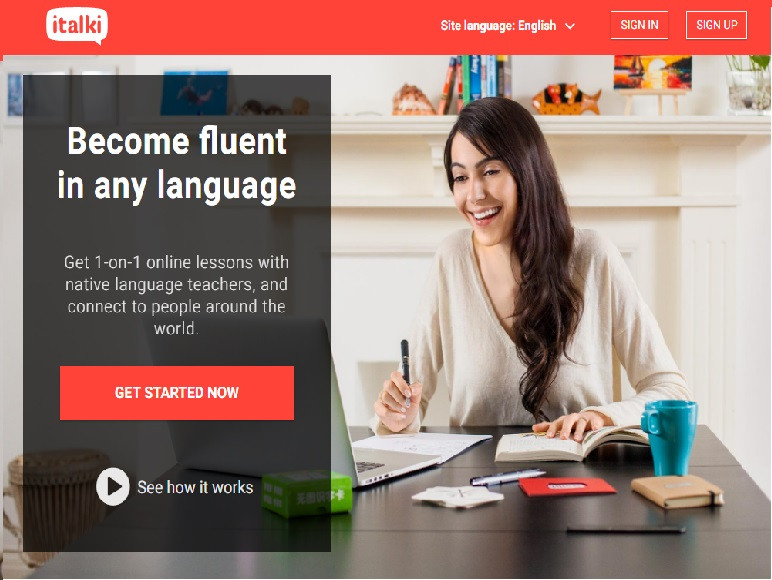 italki
Site language: English
SIGN IN
SIGN UP
Become fluent
in any language
Get 1-on-1 online lessons with
native language teachers, and
connect to people around the
world.
GET STARTED NOW
See how it works